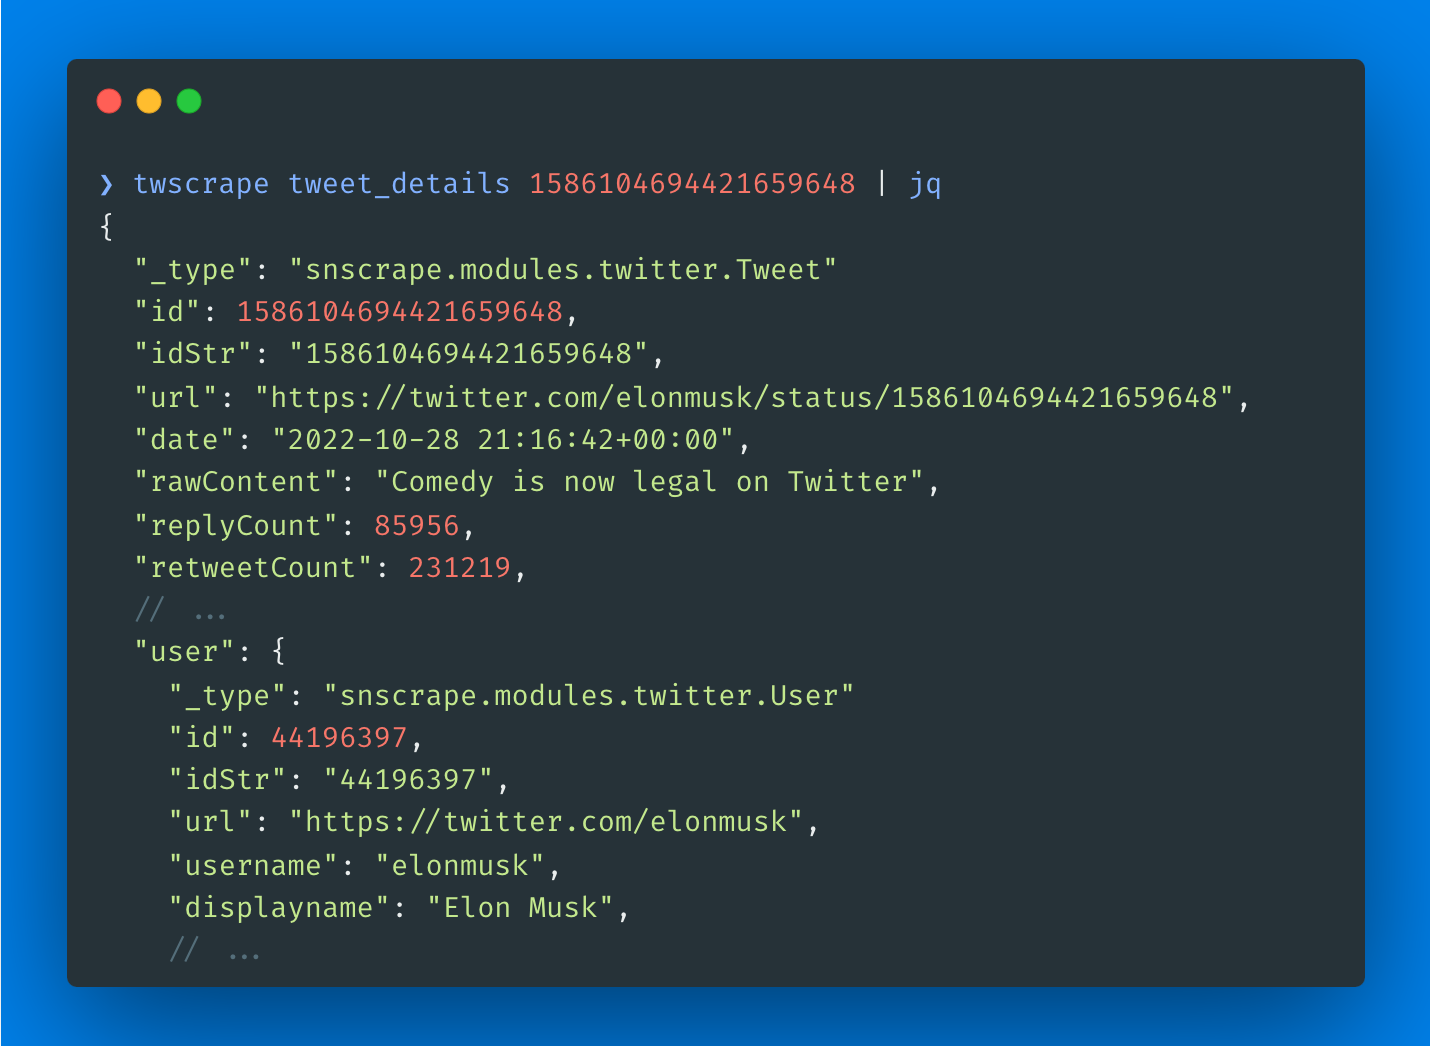 ❯ twscrape tweet_details 1586104694421659648 | jq
{
  "_type": "snscrape.modules.twitter.Tweet"
  "id": 1586104694421659648,
  "idStr": "1586104694421659648",
  "url": "https://twitter.com/elonmusk/status/1586104694421659648",
  "date": "2022-10-28 21:16:42+00:00",
  "rawContent": "Comedy is now legal on Twitter",
  "replyCount": 85956,
  "retweetCount": 231219,
  // ...
  "user": {
    "_type": "snscrape.modules.twitter.User"
    "id": 44196397,
    "idStr": "44196397",
    "url": "https://twitter.com/elonmusk",
    "username": "elonmusk",
    "displayname": "Elon Musk",
    // ...